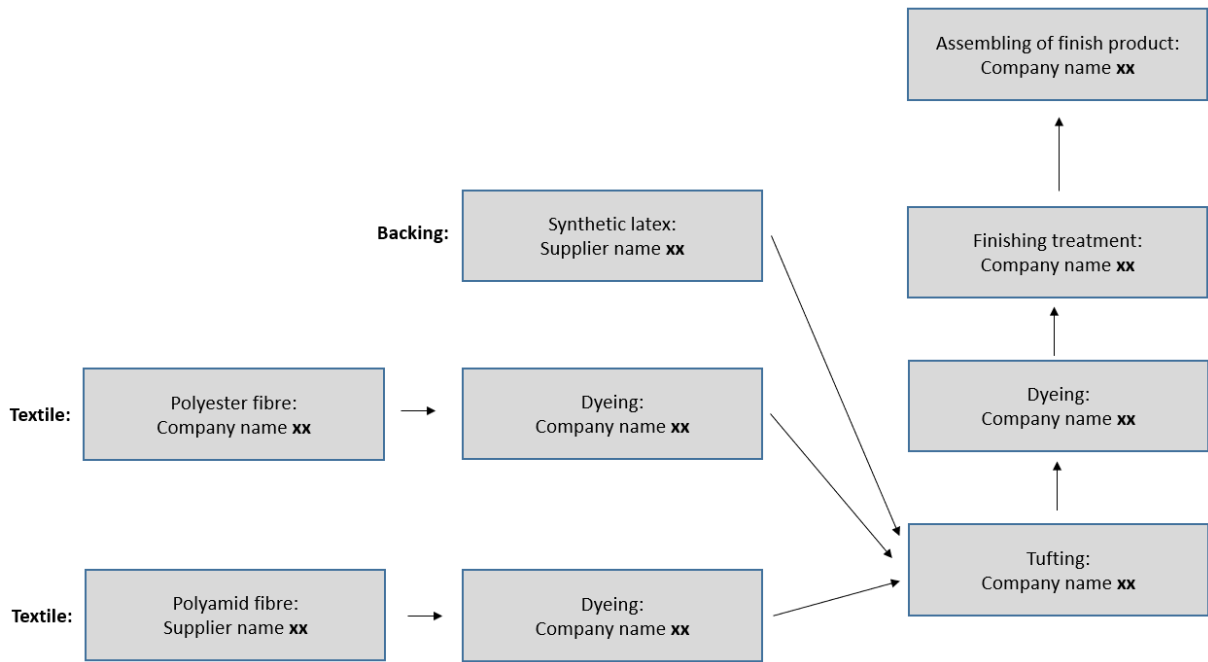 Assembling of finish product:
Company name xx
Backing:
Synthetic latex:
Supplier name xx
Finishing treatment:
Company name xx
Textile:
Polyester fibre:
Company name xx
Dyeing:
Company name xx
Dyeing:
Company name xx
Textile:
Polyamid fibre:
Supplier name xx
Dyeing:
Company name xx
Tufting:
Company name xx